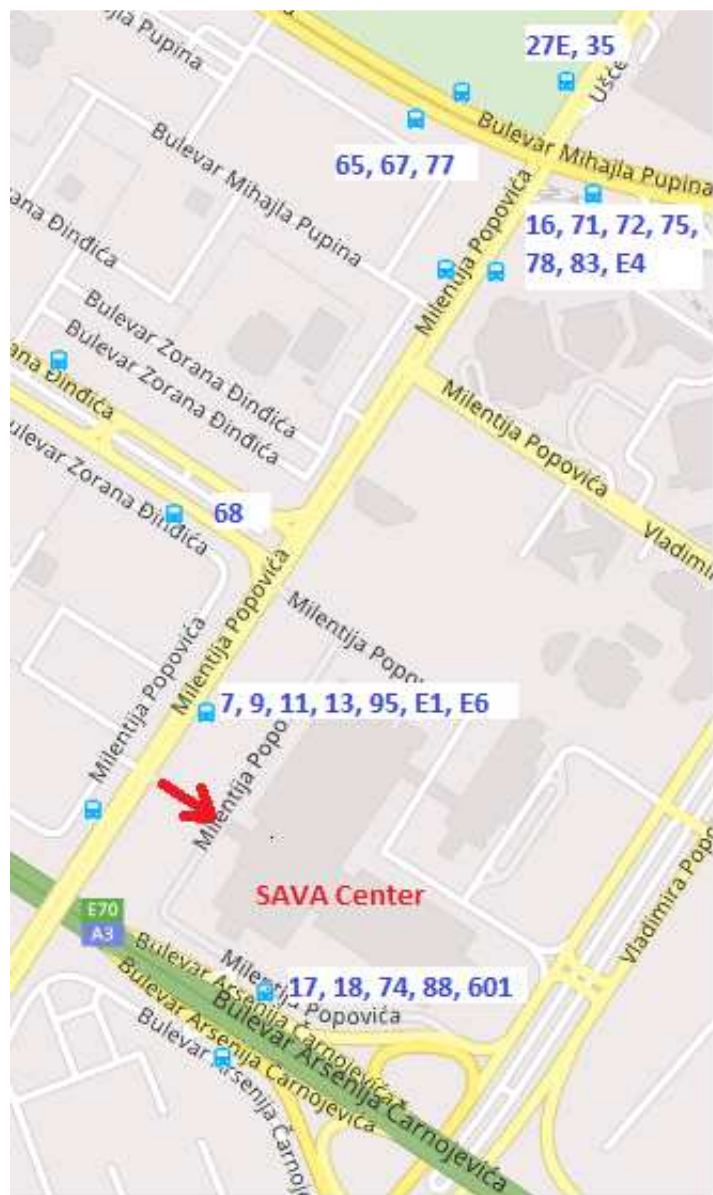 27E, 35
Ušće
Pupina
Bulevar Mihajla Pupina
65, 67, 77
Bulevar Mihajla Pupina
16, 71, 72, 75,
78, 83, E4
Milentija Popovića
Đinđića
Bulevar Zorana Đinđića
Bulevar Zorana Đinđića
Đinđića
Milentija Popovića
Bulevar Zorana Đinđića
68
Milentija Popovića
Milentija Popovića
Milentija Popo
7, 9, 11, 13, 95, E1, E6
Milentija Popovića
Milentija Popo
Vladimira Popo
SAVA Center
E70
A3
Bulevar Arsenija Čarnojevića
Milentija Popovića
17, 18, 74, 88, 601
Bulevar Arsenija Čarnojevića
Bulevar Arsenija Čarnojevića
Bulevar Arsenija Čarnojevića